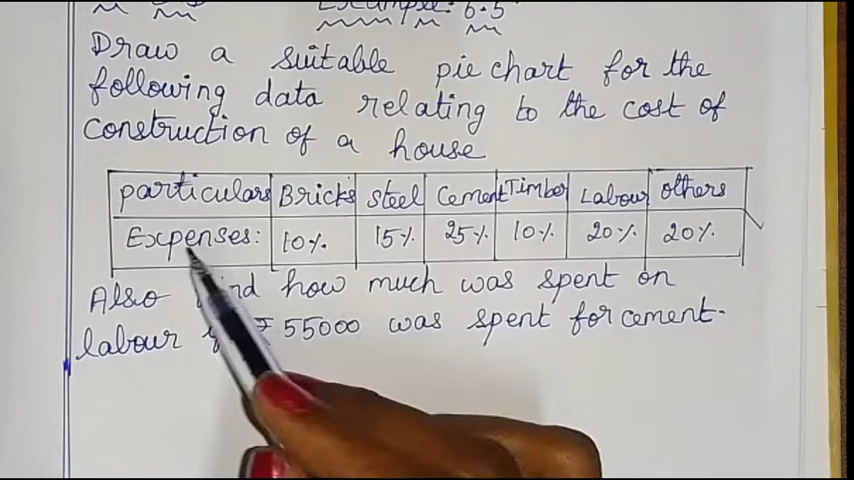 Example: 6.5
Draw a suitable pie chart for the
following data relating to the cost of
construction of a house
particulars Bricks steel Cement Timber Labour others
Expenses: 10% 15% 25% 10% 20% 20%
Also find how much was spent on
labour if ₹ 55000 was spent for cement.